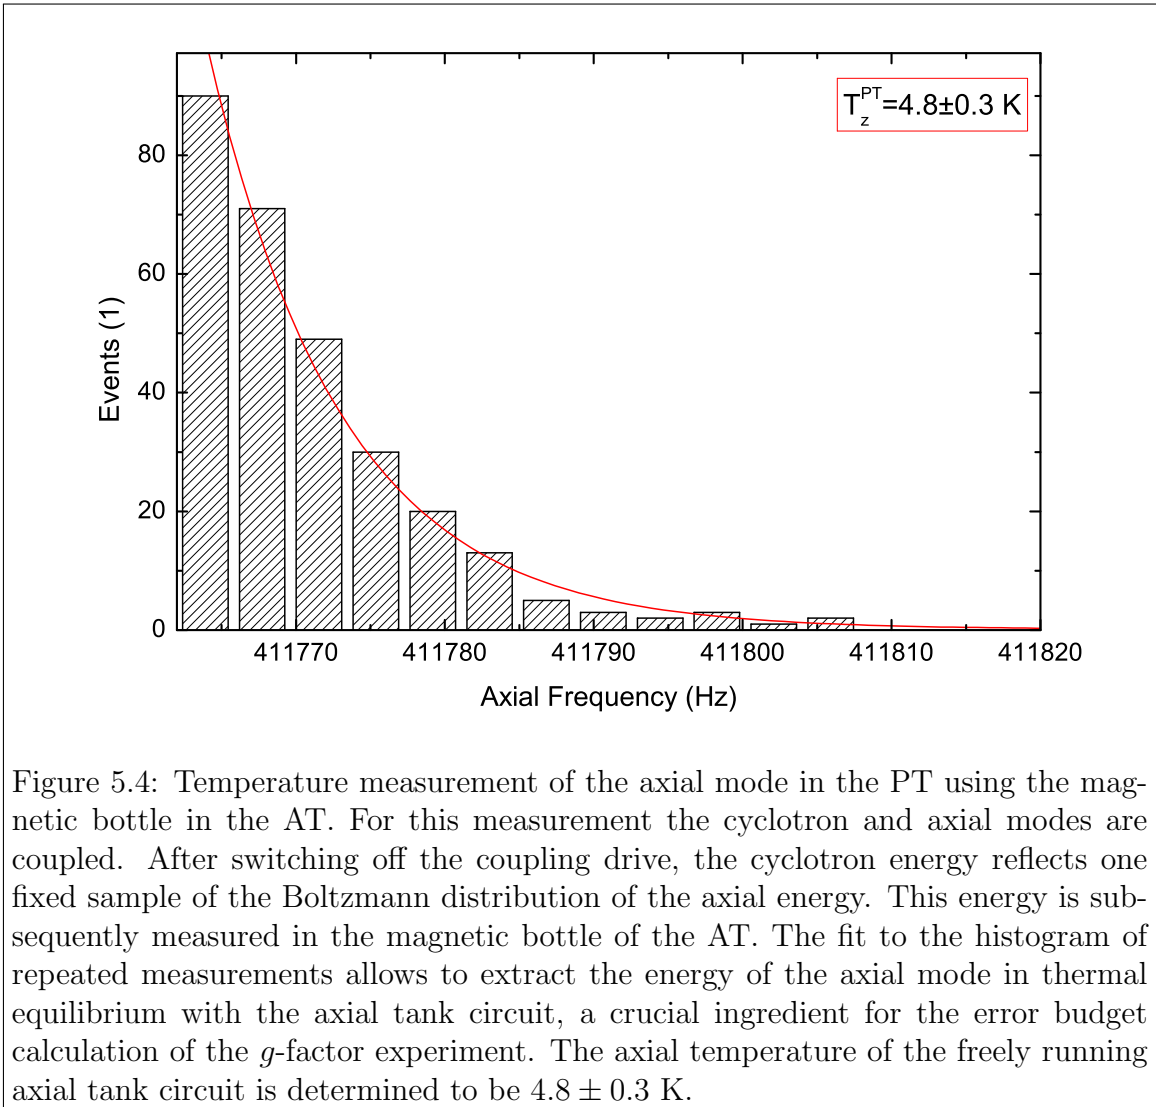 T_z^PT=4.8±0.3 K
80
60
40
20
0
Events (1)
411770 411780 411790 411800 411810 411820
Axial Frequency (Hz)
Figure 5.4: Temperature measurement of the axial mode in the PT using the mag-
netic bottle in the AT. For this measurement the cyclotron and axial modes are
coupled. After switching off the coupling drive, the cyclotron energy reflects one
fixed sample of the Boltzmann distribution of the axial energy. This energy is sub-
sequently measured in the magnetic bottle of the AT. The fit to the histogram of
repeated measurements allows to extract the energy of the axial mode in thermal
equilibrium with the axial tank circuit, a crucial ingredient for the error budget
calculation of the g-factor experiment. The axial temperature of the freely running
axial tank circuit is determined to be 4.8 ± 0.3 K.